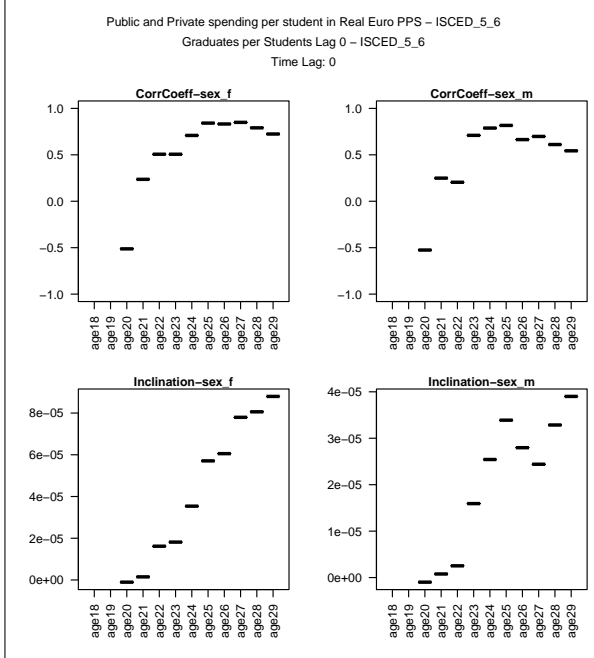 Public and Private spending per student in Real Euro PPS − ISCED_5_6
Graduates per Students Lag 0 − ISCED_5_6
Time Lag: 0
CorrCoeff−sex_f
1.0
0.5
0.0
−0.5
−1.0
age18
age19
age20
age21
age22
age23
age24
age25
age26
age27
age28
age29
CorrCoeff−sex_m
1.0
0.5
0.0
−0.5
−1.0
age18
age19
age20
age21
age22
age23
age24
age25
age26
age27
age28
age29
Inclination−sex_f
8e−05
6e−05
4e−05
2e−05
0e+00
age18
age19
age20
age21
age22
age23
age24
age25
age26
age27
age28
age29
Inclination−sex_m
4e−05
3e−05
2e−05
1e−05
0e+00
age18
age19
age20
age21
age22
age23
age24
age25
age26
age27
age28
age29